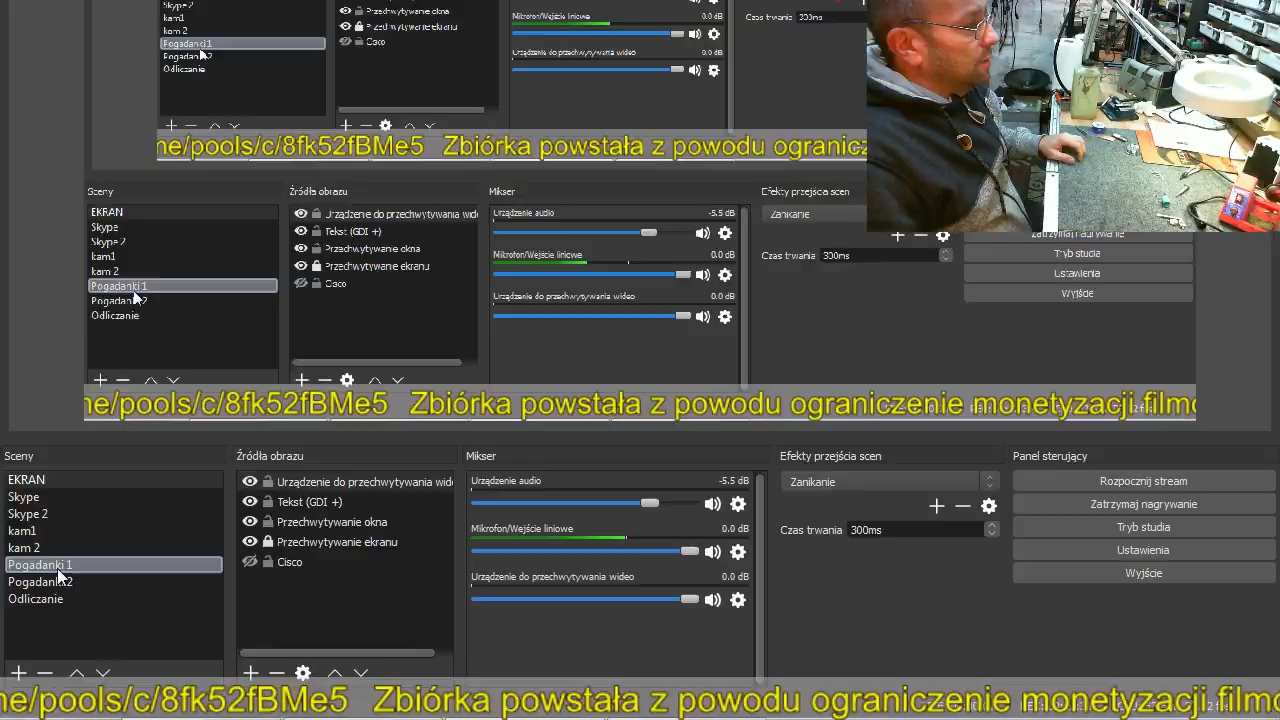 Skype 2
kam1
kam 2
Pogadanki 1
Odliczanie
Przechwytywanie okna
Przechwytywanie ekranu
Cisco
Mikrofon/Wejście liniowe 0.0 dB
Urządzenie do przechwytywania wideo 0.0 dB
Czas trwania 300ms
ne/pools/c/8fk52fBMe5 Zbiórka powstała z powodu ogranicz
Sceny
EKRAN
Skype
Skype 2
kam1
kam 2
Pogadanki 1
Odliczanie
Źródła obrazu
Urządzenie do przechwytywania wid
Tekst (GDI +)
Przechwytywanie okna
Przechwytywanie ekranu
Cisco
Mikser
Urządzenie audio -5.5 dB
Mikrofon/Wejście liniowe 0.0 dB
Urządzenie do przechwytywania wideo 0.0 dB
Efekty przejścia scen
Zanikanie
Czas trwania 300ms
Zatrzymaj nagrywanie
Tryb studia
Ustawienia
Wyjście
ne/pools/c/8fk52fBMe5 Zbiórka powstała z powodu ograniczenie monetyzacji filmo
Sceny
EKRAN
Skype
Skype 2
kam1
kam 2
Pogadanki 1
Pogadanki 2
Odliczanie
Źródła obrazu
Urządzenie do przechwytywania wide
Tekst (GDI +)
Przechwytywanie okna
Przechwytywanie ekranu
Cisco
Mikser
Urządzenie audio -5.5 dB
Mikrofon/Wejście liniowe 0.0 dB
Urządzenie do przechwytywania wideo 0.0 dB
Efekty przejścia scen
Zanikanie
Czas trwania 300ms
Panel sterujący
Rozpocznij stream
Zatrzymaj nagrywanie
Tryb studia
Ustawienia
Wyjście
ne/pools/c/8fk52fBMe5 Zbiórka powstała z powodu ograniczenie monetyzacji filmo